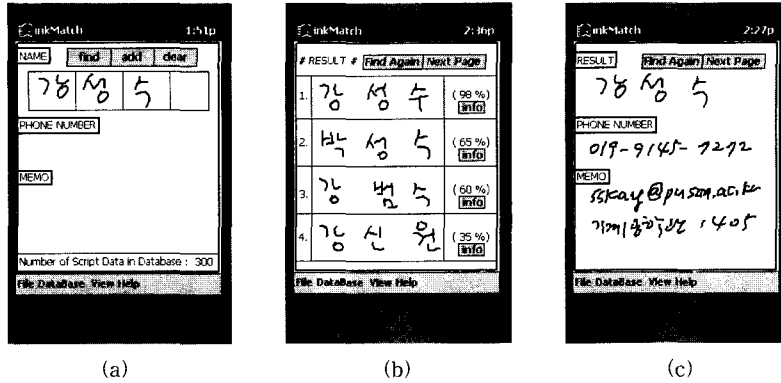 inkMatch 1:51p
NAME find add clear
강 성 수
PHONE NUMBER
MEMO
Number of Script Data in Database : 300
File DataBase View Help
(a)
inkMatch 2:36p
# RESULT # Find Again Next Page
1. 강 성 수 (98 %) info
2. 박 성 수 (65 %) info
3. 강 범 수 (60 %) info
4. 강 신 원 (35 %) info
File DataBase View Help
(b)
inkMatch 2:27p
RESULT Find Again Next Page
강 성 수
PHONE NUMBER
019-9145-7272
MEMO
: 405
File DataBase View Help
(c)